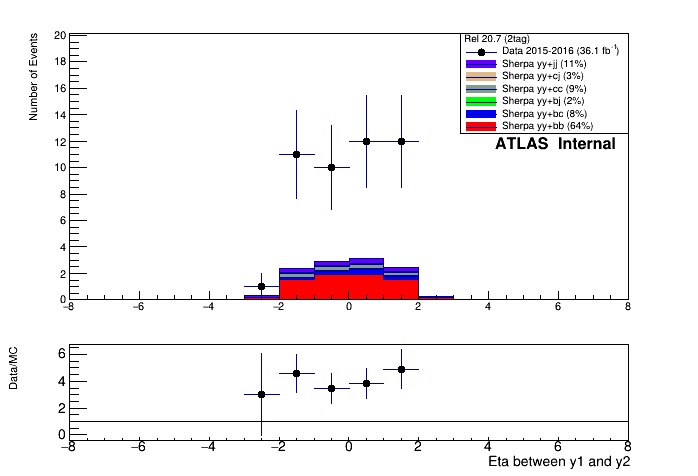 Number of Events
20
18
16
14
12
10
8
6
4
2
0
−8 −6 −4 −2 0 2 4 6 8
Rel 20.7 (2tag)
Data 2015-2016 (36.1 fb⁻¹)
Sherpa yy+jj (11%)
Sherpa yy+cj (3%)
Sherpa yy+cc (9%)
Sherpa yy+bj (2%)
Sherpa yy+bc (8%)
Sherpa yy+bb (64%)
ATLAS Internal
Data/MC
6
4
2
0
−8 −6 −4 −2 0 2 4 6 8
Eta between y1 and y2